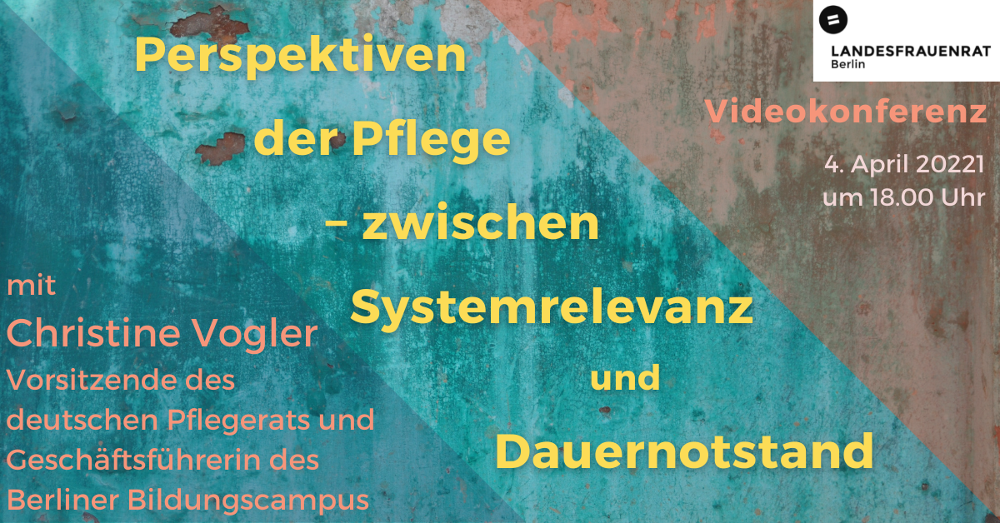 LANDESFRAUENRAT
Berlin
Perspektiven
der Pflege
– zwischen
Systemrelevanz
und
Dauernotstand
Videokonferenz
4. April 20221
um 18.00 Uhr
mit
Christine Vogler
Vorsitzende des
deutschen Pflegerats und
Geschäftsführerin des
Berliner Bildungscampus